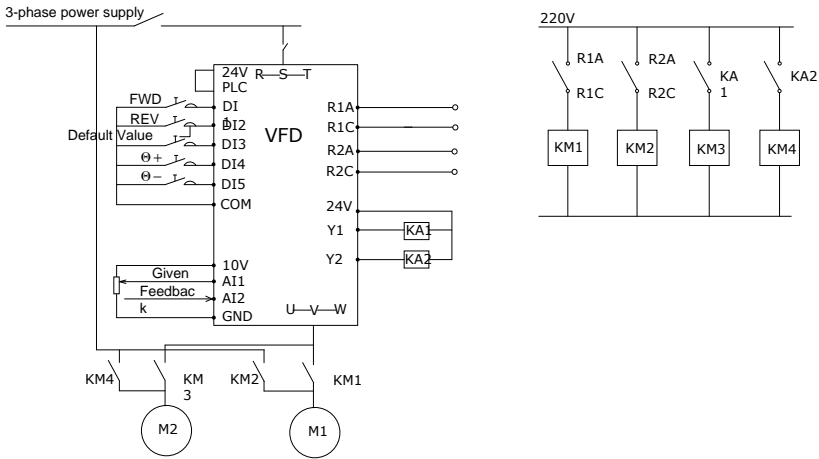 3-phase power supply
220V
24V
R S T
PLC
FWD
DI
1
REV
DI2
Default Value
DI3
Θ+
DI4
Θ−
DI5
COM
VFD
R1A
R1C
R2A
R2C
24V
Y1
KA1
Y2
KA2
10V
Given
AI1
Feedbac
k
AI2
GND
U V W
KM4
KM
3
KM2
KM1
M2
M1
R1A
R1C
R2A
R2C
KA
1
KA2
KM1
KM2
KM3
KM4